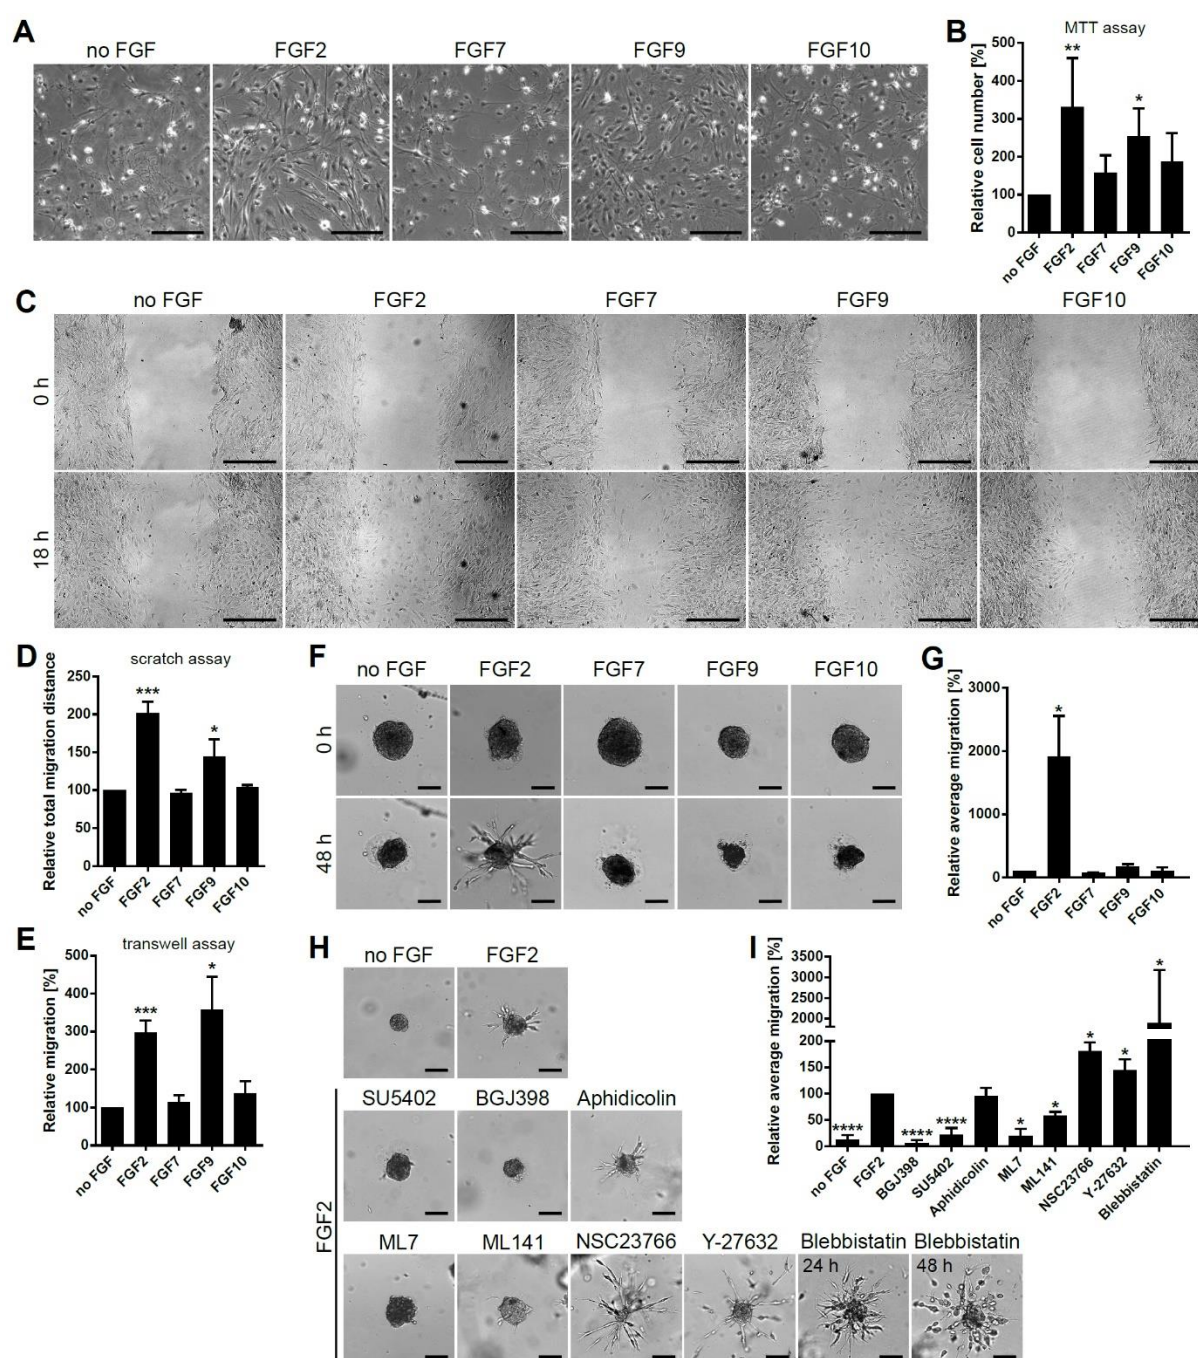 A
no FGF
FGF2
FGF7
FGF9
FGF10
B
MTT assay
Relative cell number [%]
500
400
300
200
100
0
**
*
no FGF
FGF2
FGF7
FGF9
FGF10
C
no FGF
FGF2
FGF7
FGF9
FGF10
0 h
18 h
D
scratch assay
Relative total migration distance
250
200
150
100
50
0
***
*
no FGF
FGF2
FGF7
FGF9
FGF10
E
transwell assay
Relative migration [%]
500
400
300
200
100
0
***
*
no FGF
FGF2
FGF7
FGF9
FGF10
F
no FGF
FGF2
FGF7
FGF9
FGF10
0 h
48 h
G
Relative average migration [%]
3000
2000
1000
0
*
no FGF
FGF2
FGF7
FGF9
FGF10
H
no FGF
FGF2
FGF2
SU5402
BGJ398
Aphidicolin
ML7
ML141
NSC23766
Y-27632
Blebbistatin
24 h
Blebbistatin
48 h
I
Relative average migration [%]
3500
3000
2500
2000
1500
1000
200
150
100
50
0
****
****
****
*
*
*
*
*
no FGF
FGF2
BGJ398
SU5402
Aphidicolin
ML7
ML141
NSC23766
Y-27632
Blebbistatin